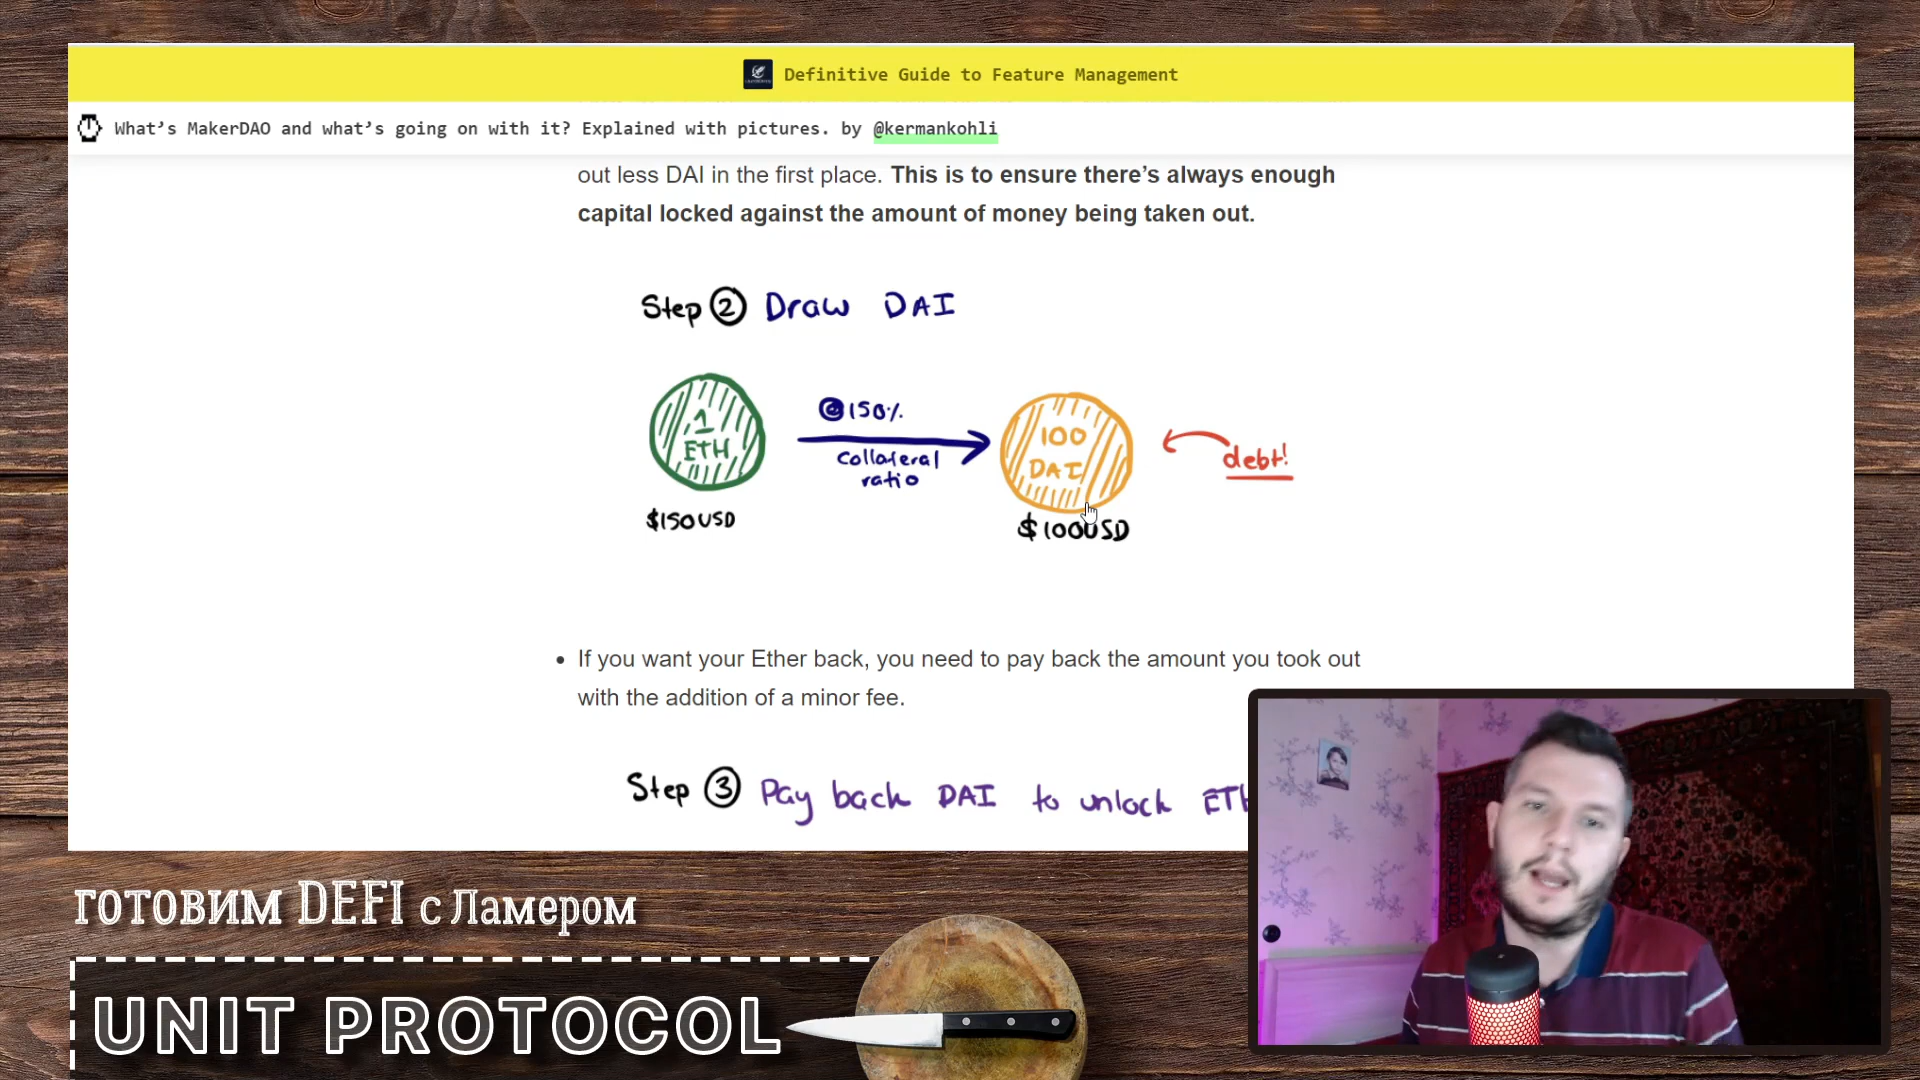 Definitive Guide to Feature Management
What’s MakerDAO and what’s going on with it? Explained with pictures. by @kermankohli
out less DAI in the first place. This is to ensure there’s always enough
capital locked against the amount of money being taken out.
Step 2 Draw DAI
1
ETH
@150%
Collateral
ratio
100
DAI
debt!
$150USD
$100USD
If you want your Ether back, you need to pay back the amount you took out
with the addition of a minor fee.
Step 3 Pay back DAI to unlock
готовим DEFI с Ламером
UNIT PROTOCOL